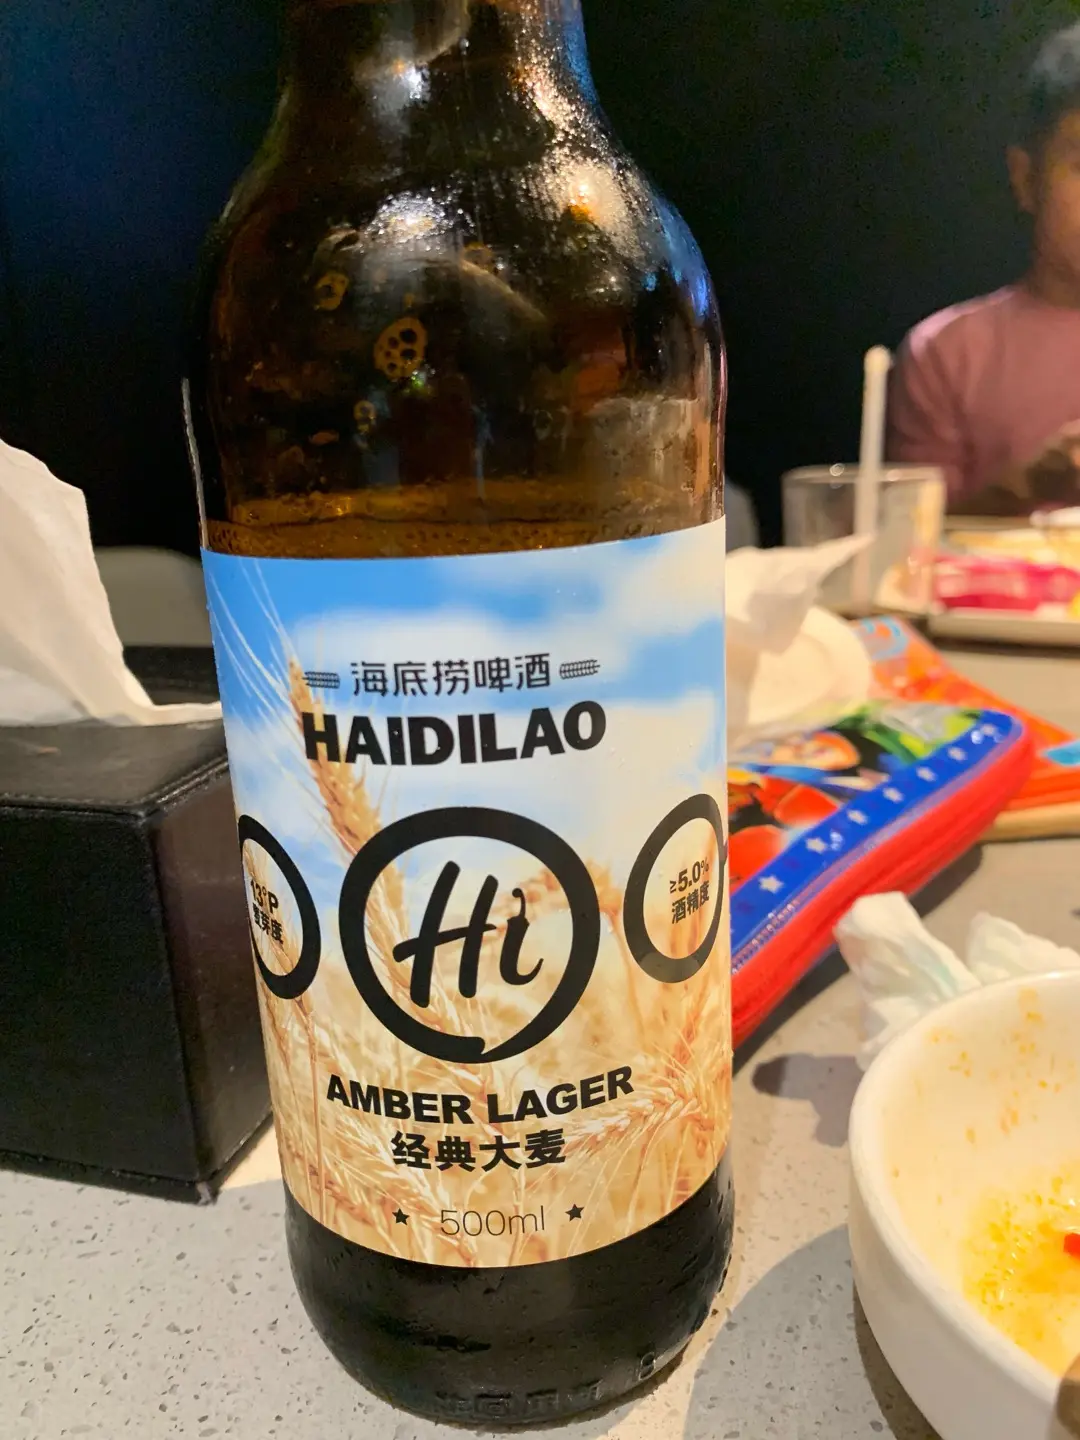 海底捞啤酒
HAIDILAO
13°P
麦芽度
Hi
≥5.0%
酒精度
AMBER LAGER
经典大麦
500ml